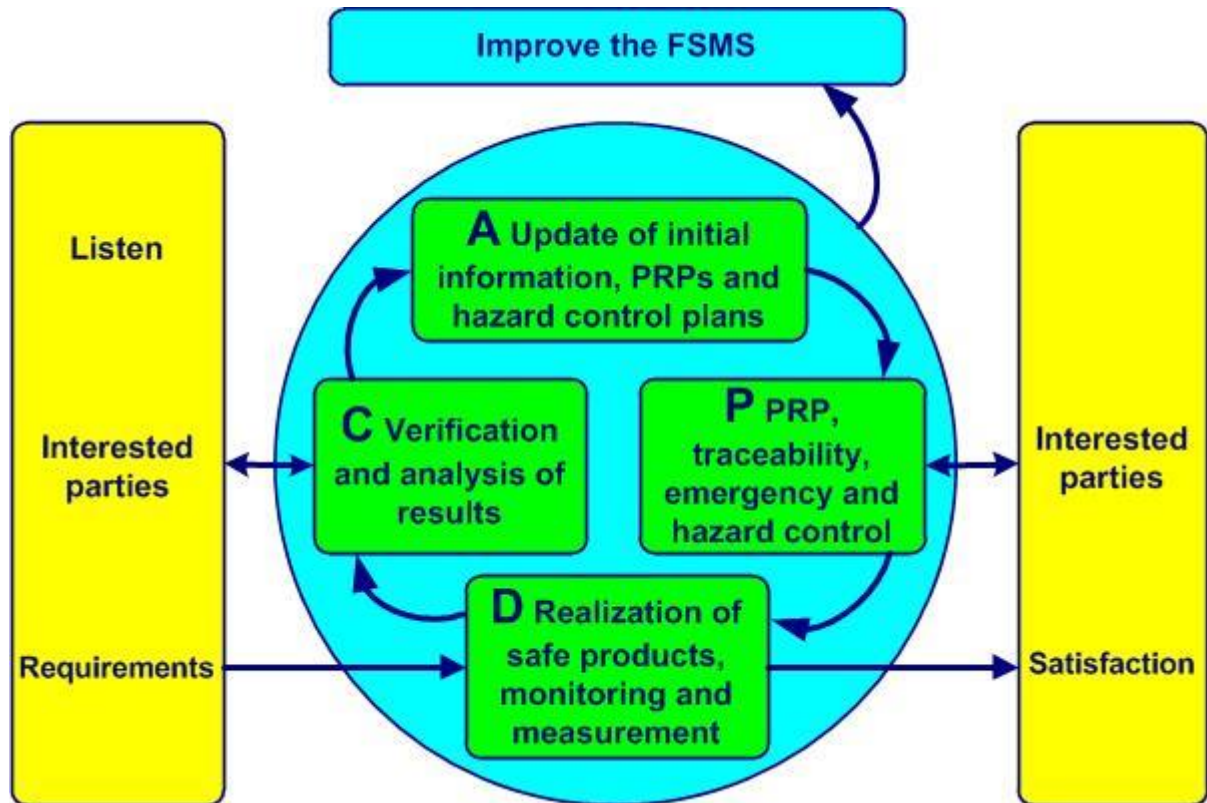 Improve the FSMS
Listen
Interested
parties
Requirements
A Update of initial
information, PRPs and
hazard control plans
C Verification
and analysis of
results
P PRP,
traceability,
emergency and
hazard control
D Realization of
safe products,
monitoring and
measurement
Interested
parties
Satisfaction